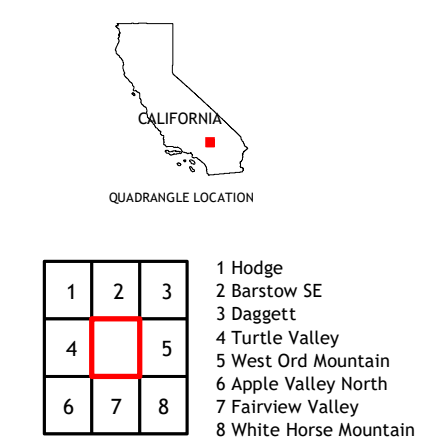 CALIFORNIA
QUADRANGLE LOCATION
1 2 3
4 5
6 7 8
1 Hodge
2 Barstow SE
3 Daggett
4 Turtle Valley
5 West Ord Mountain
6 Apple Valley North
7 Fairview Valley
8 White Horse Mountain